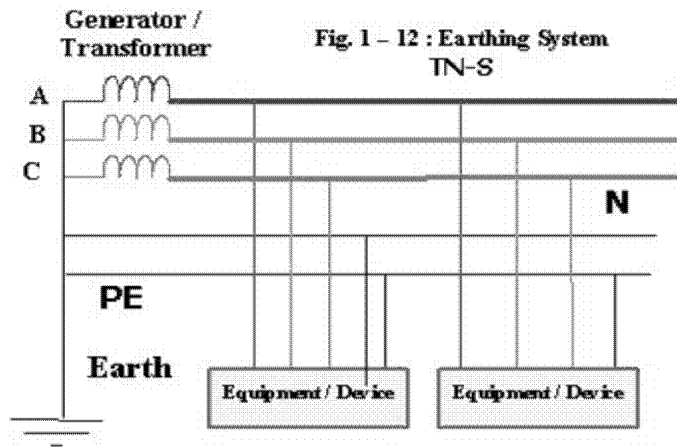 Generator /
Transformer
Fig. 1 – 12 : Earthing System
TN-S
A
B
C
N
PE
Earth
Equipment / Device
Equipment / Device